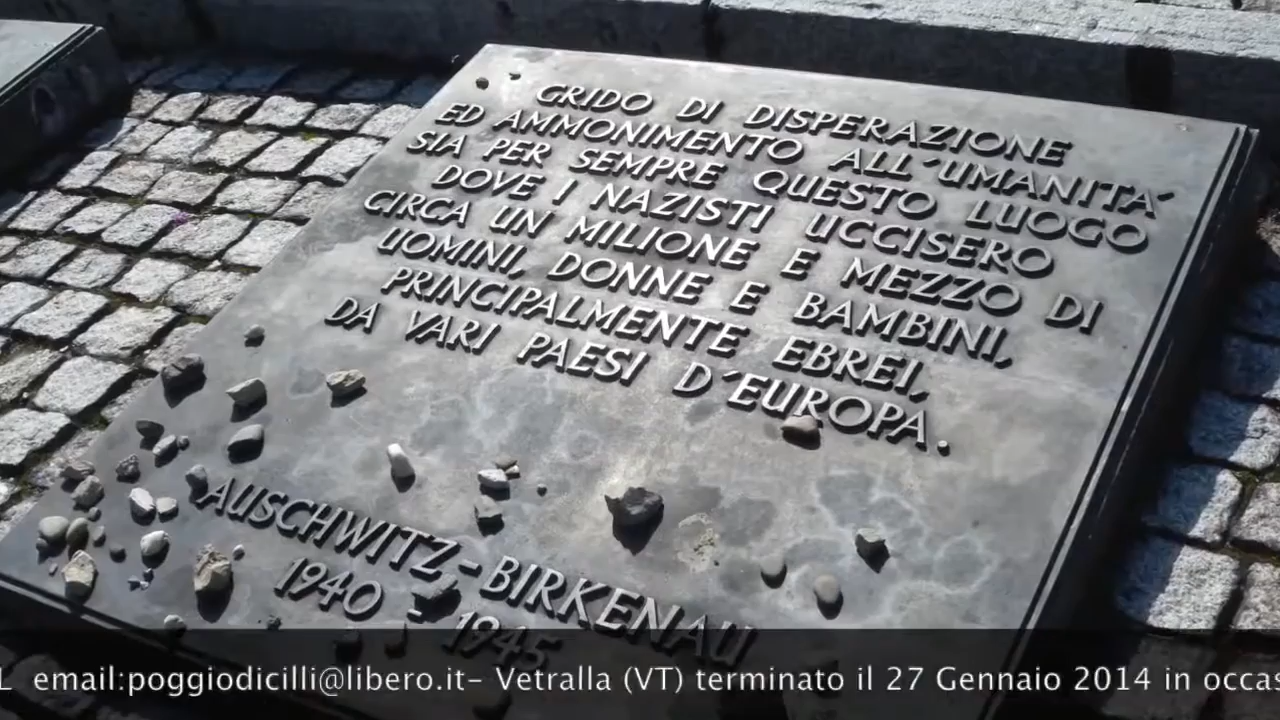 GRIDO DI DISPERAZIONE
ED AMMONIMENTO ALL´UMANITA´
SIA PER SEMPRE QUESTO LUOGO
DOVE I NAZISTI UCCISERO
CIRCA UN MILIONE E MEZZO DI
UOMINI, DONNE E BAMBINI,
PRINCIPALMENTE EBREI,
DA VARI PAESI D´EUROPA.
AUSCHWITZ-BIRKENAU
1940 - 1945
L email:poggiodicilli@libero.it- Vetralla (VT) terminato il 27 Gennaio 2014 in occas